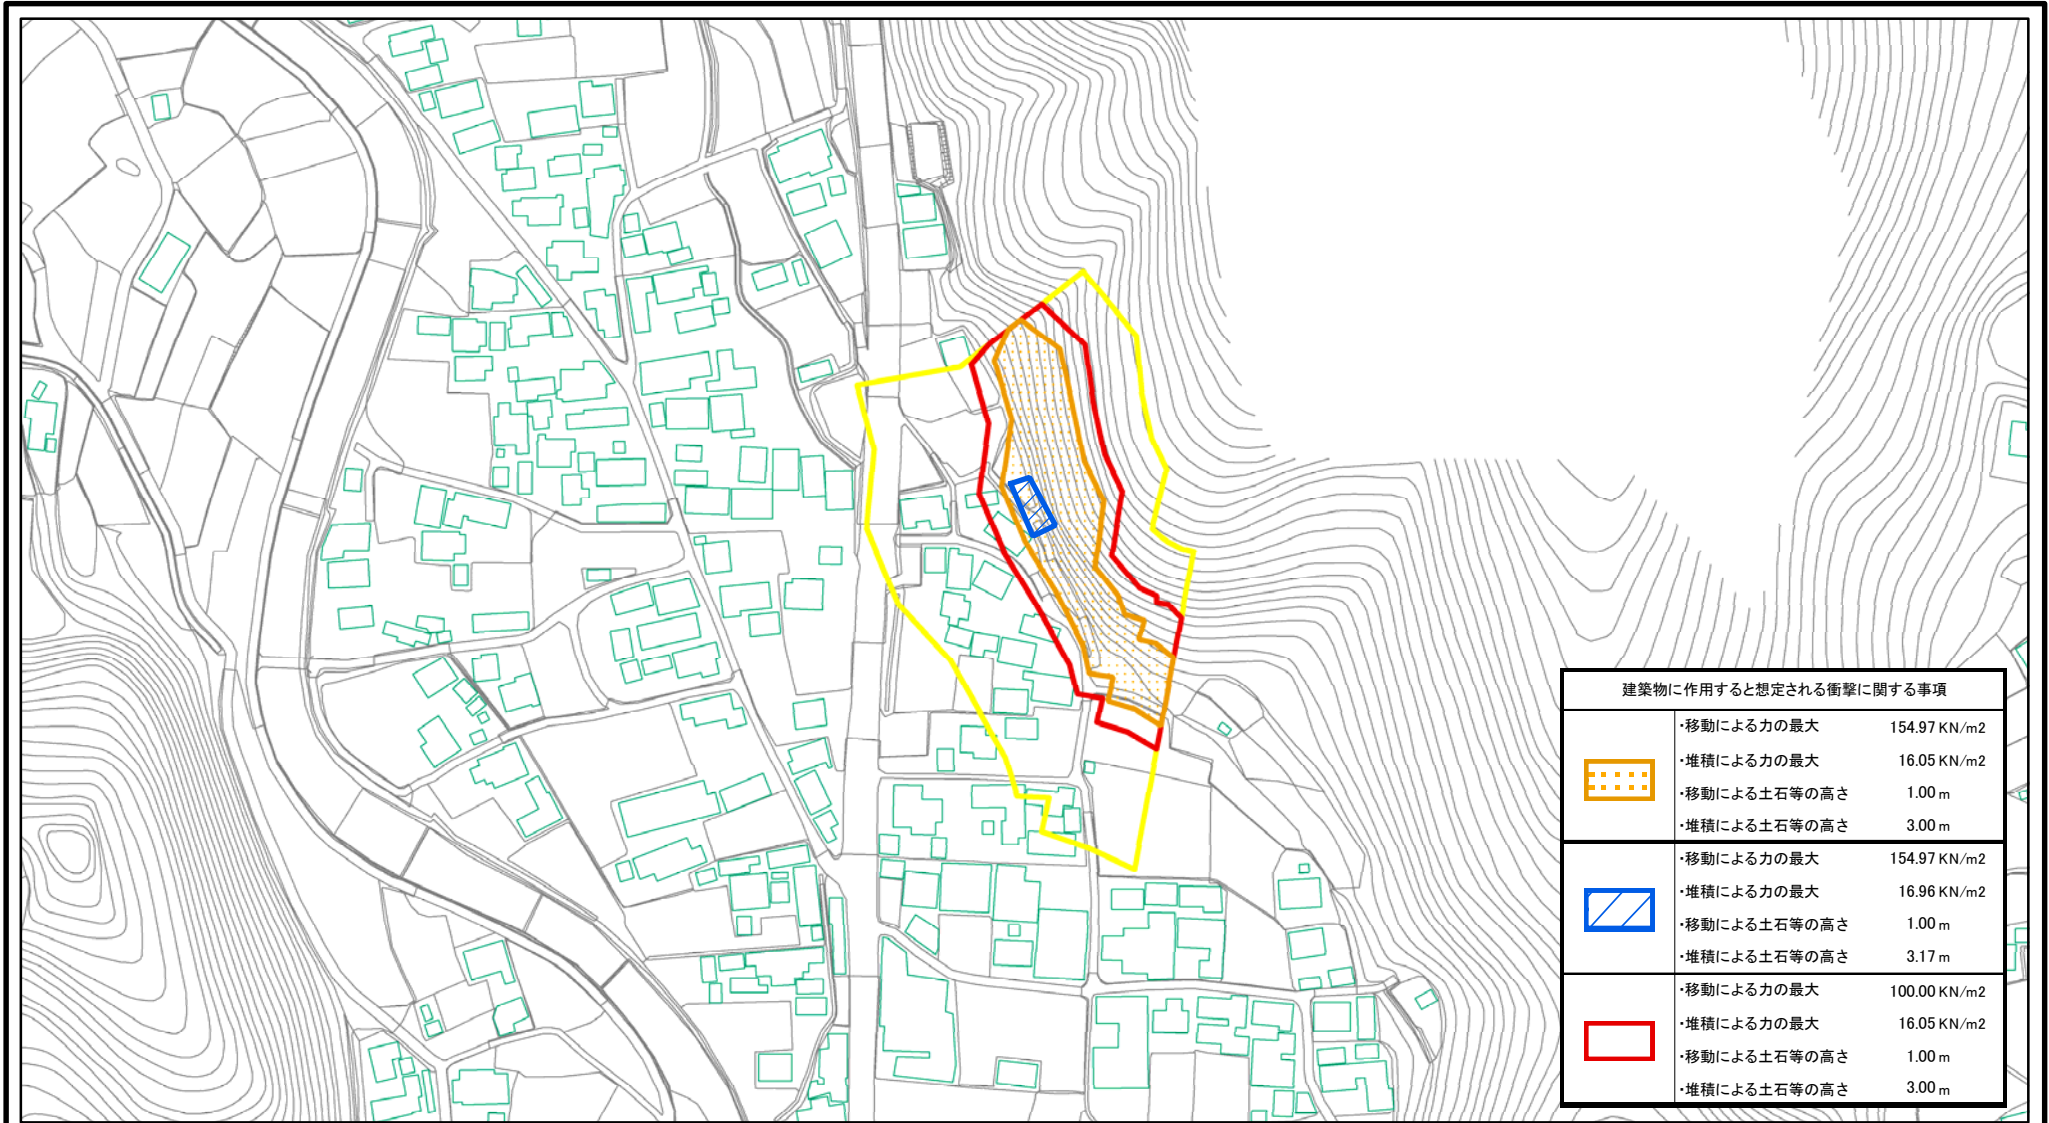 建築物に作用すると想定される衝撃に関する事項
・移動による力の最大 154.97 KN/m2
・堆積による力の最大 16.05 KN/m2
・移動による土石等の高さ 1.00 m
・堆積による土石等の高さ 3.00 m
・移動による力の最大 154.97 KN/m2
・堆積による力の最大 16.96 KN/m2
・移動による土石等の高さ 1.00 m
・堆積による土石等の高さ 3.17 m
・移動による力の最大 100.00 KN/m2
・堆積による力の最大 16.05 KN/m2
・移動による土石等の高さ 1.00 m
・堆積による土石等の高さ 3.00 m